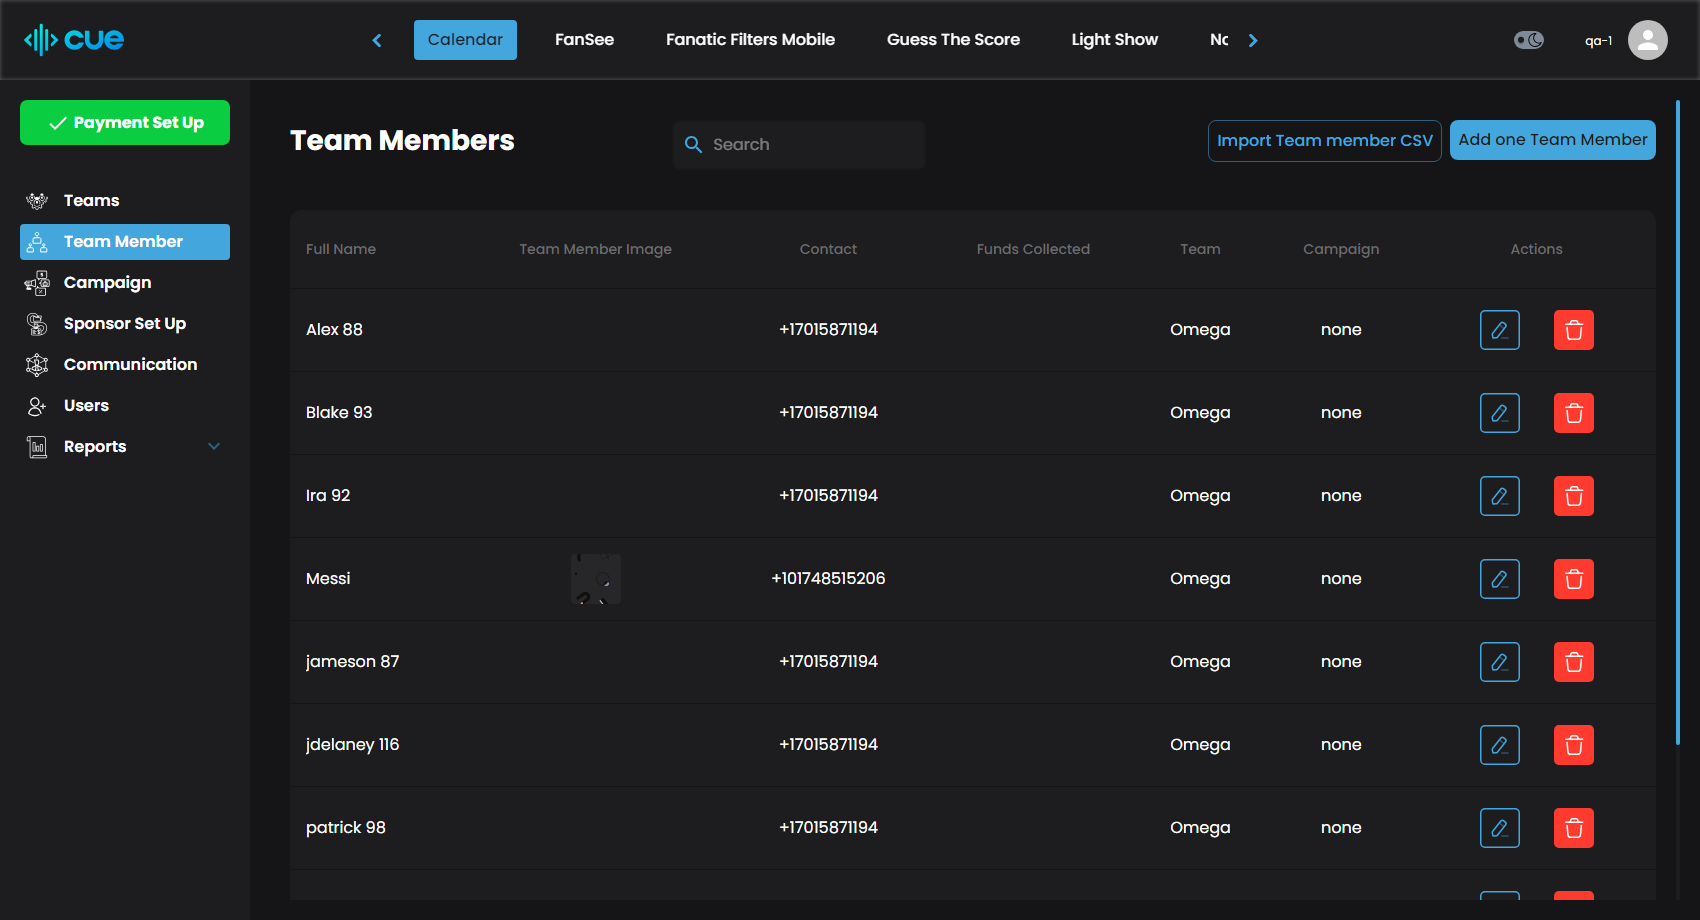 cue
Calendar
FanSee
Fanatic Filters Mobile
Guess The Score
Light Show
qa-1
Payment Set Up
Teams
Team Member
Campaign
Sponsor Set Up
Communication
Users
Reports
Team Members
Search
Import Team member CSV
Add one Team Member
Full Name Team Member Image Contact Funds Collected Team Campaign Actions
Alex 88 +17015871194 Omega none
Blake 93 +17015871194 Omega none
Ira 92 +17015871194 Omega none
Messi +101748515206 Omega none
jameson 87 +17015871194 Omega none
jdelaney 116 +17015871194 Omega none
patrick 98 +17015871194 Omega none